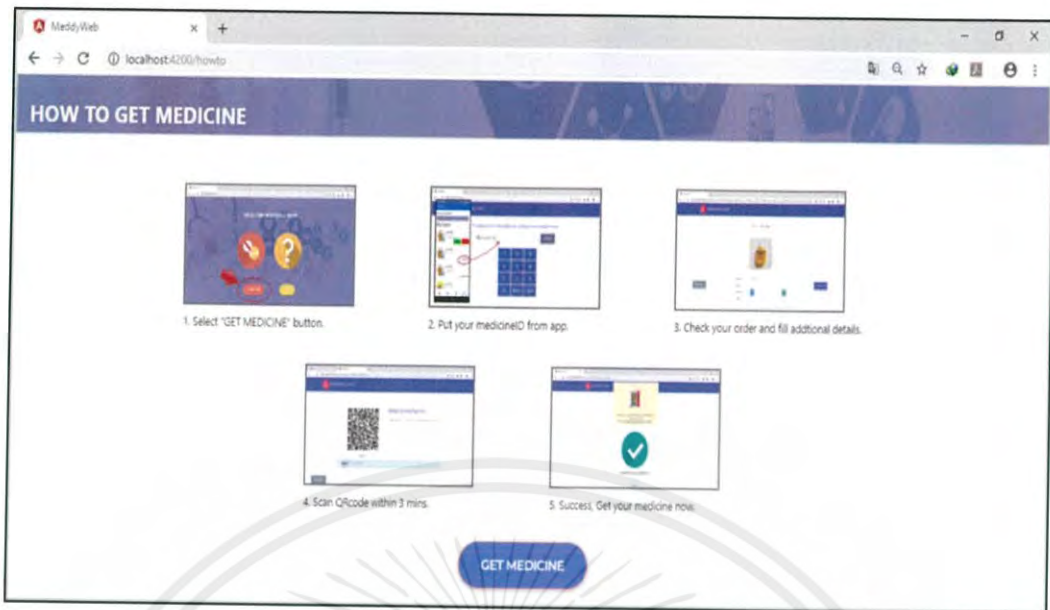 MeddyWeb
localhost:4200/howto
HOW TO GET MEDICINE
1. Select "GET MEDICINE" button.
2. Put your medicineID from app.
3. Check your order and fill addtional details.
4. Scan QRcode within 3 mins.
5. Success, Get your medicine now.
GET MEDICINE